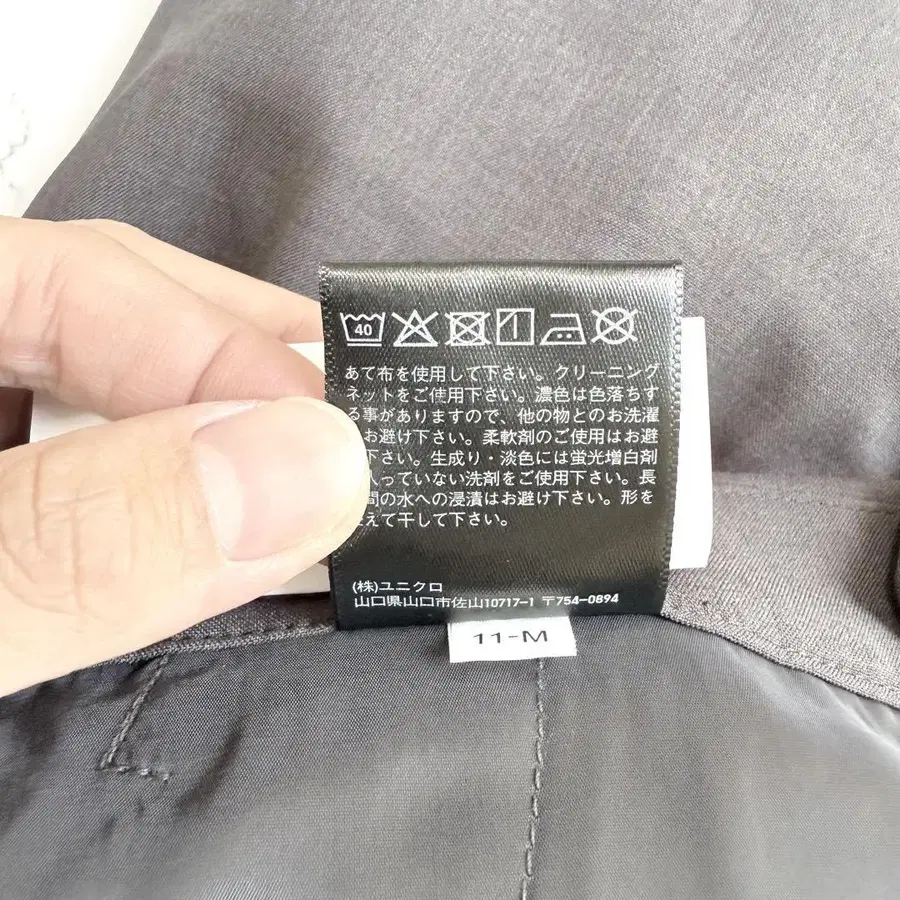 40
あて布を使用して下さい。クリーニング
ネットをご使用下さい。濃色は色落ちす
る事がありますので、他の物とのお洗濯
お避け下さい。柔軟剤のご使用はお避
下さい。生成り・淡色には蛍光増白剤
入っていない洗剤をご使用下さい。長
間の水への浸漬はお避け下さい。形を
えて干して下さい。
(株)ユニクロ
山口県山口市佐山10717-1 〒754-0894
11-M